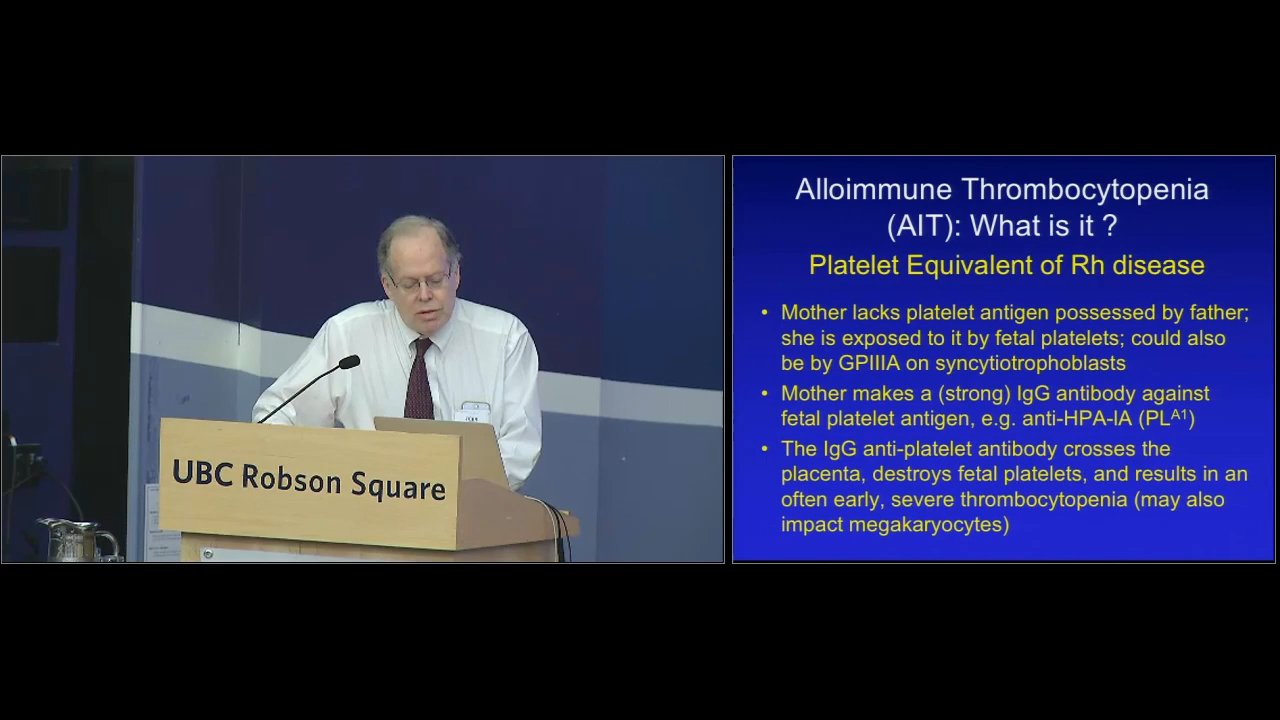 UBC Robson Square
Alloimmune Thrombocytopenia
(AIT): What is it ?
Platelet Equivalent of Rh disease
• Mother lacks platelet antigen possessed by father;
she is exposed to it by fetal platelets; could also
be by GPIIIA on syncytiotrophoblasts
• Mother makes a (strong) IgG antibody against
fetal platelet antigen, e.g. anti-HPA-IA (PLA1)
• The IgG anti-platelet antibody crosses the
placenta, destroys fetal platelets, and results in an
often early, severe thrombocytopenia (may also
impact megakaryocytes)